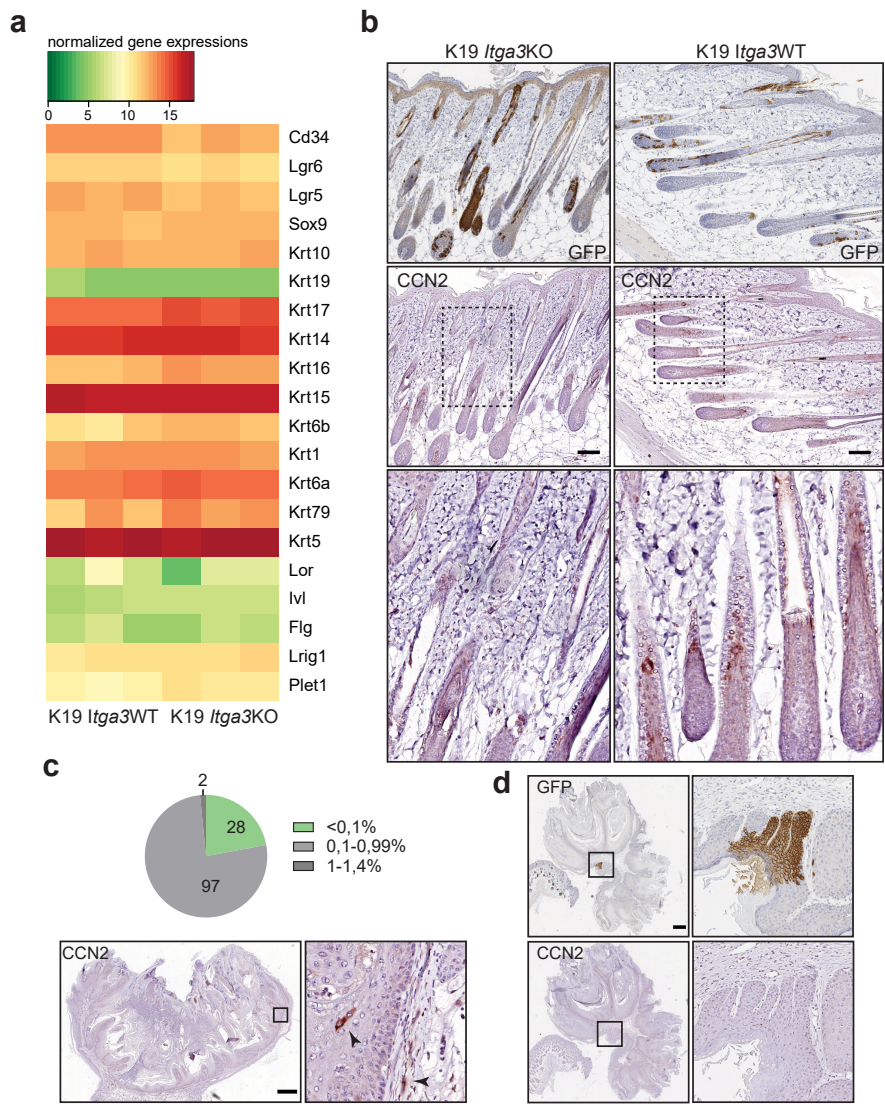 a
normalized gene expressions
0 5 10
Cd34
Lgr6
Lgr5
Sox9
Krt10
Krt19
Krt17
Krt14
Krt16
Krt15
Krt6b
Krt1
Krt6a
Krt79
Krt5
Lor
Ivl
Flg
Lrig1
Plet1
K19 Itga3WT K19 Itga3KO
b
K19 Itga3KO K19 Itga3WT
GFP GFP
CCN2 CCN2
c
2
28
97
<0,1%
0,1-0,99%
1-1,4%
CCN2
d
GFP
CCN2